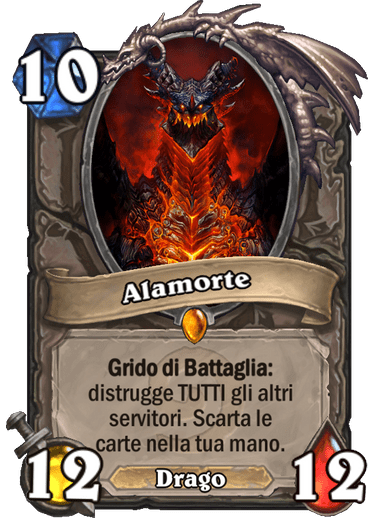 10
Alamorte
Grido di Battaglia:
distrugge TUTTI gli altri
servitori. Scarta le
carte nella tua mano.
12
Drago
12